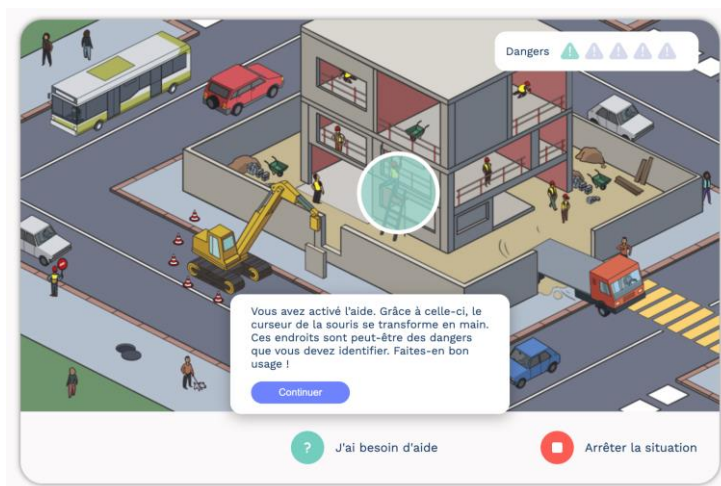 Dangers
Vous avez activé l'aide. Grâce à celle-ci, le
curseur de la souris se transforme en main.
Ces endroits sont peut-être des dangers
que vous devez identifier. Faites-en bon
usage !
Continuer
? J'ai besoin d'aide
Arrêter la situation